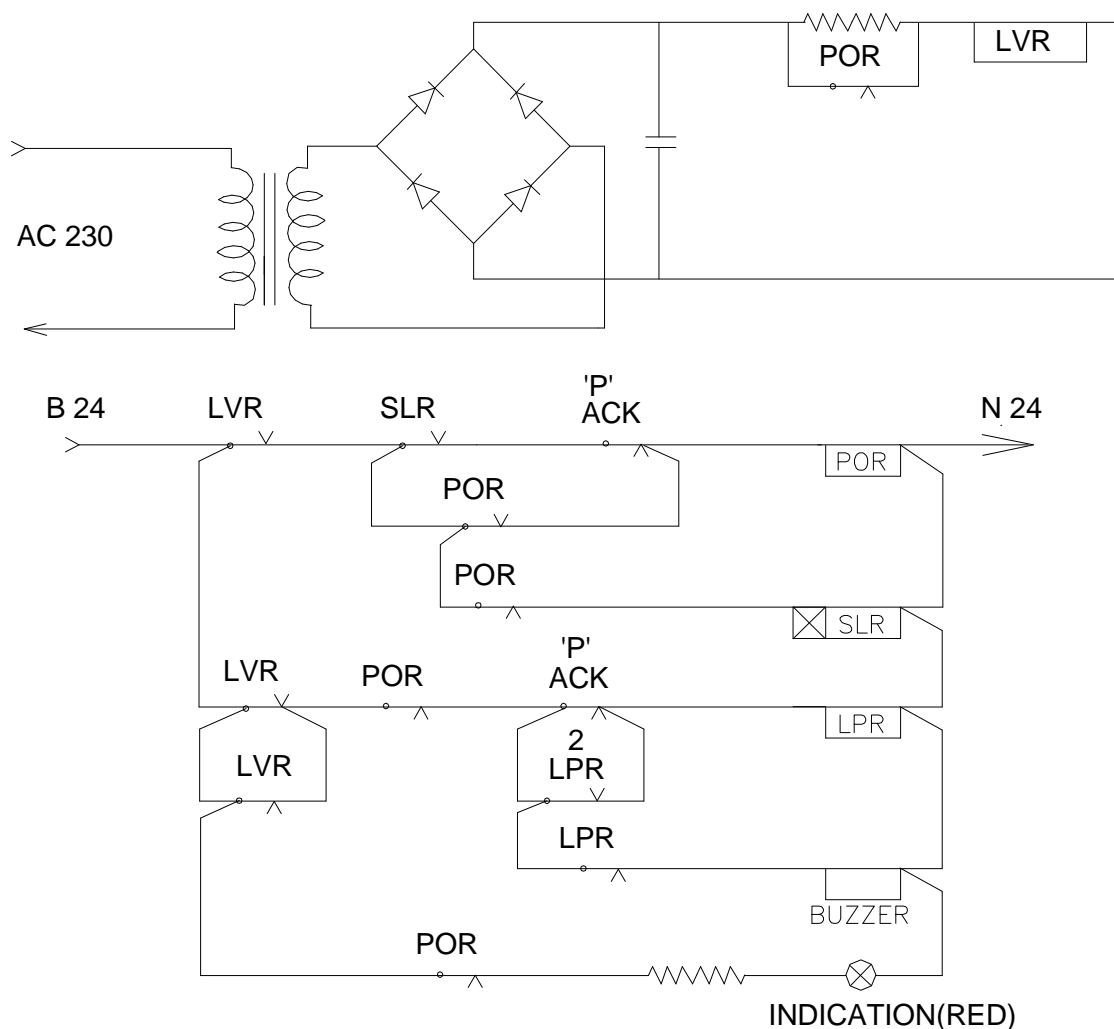 POR
LVR
AC 230
B 24
LVR
SLR
'P'
ACK
N 24
POR
POR
POR
SLR
LVR
POR
'P'
ACK
LPR
LVR
2
LPR
LPR
BUZZER
POR
INDICATION(RED)